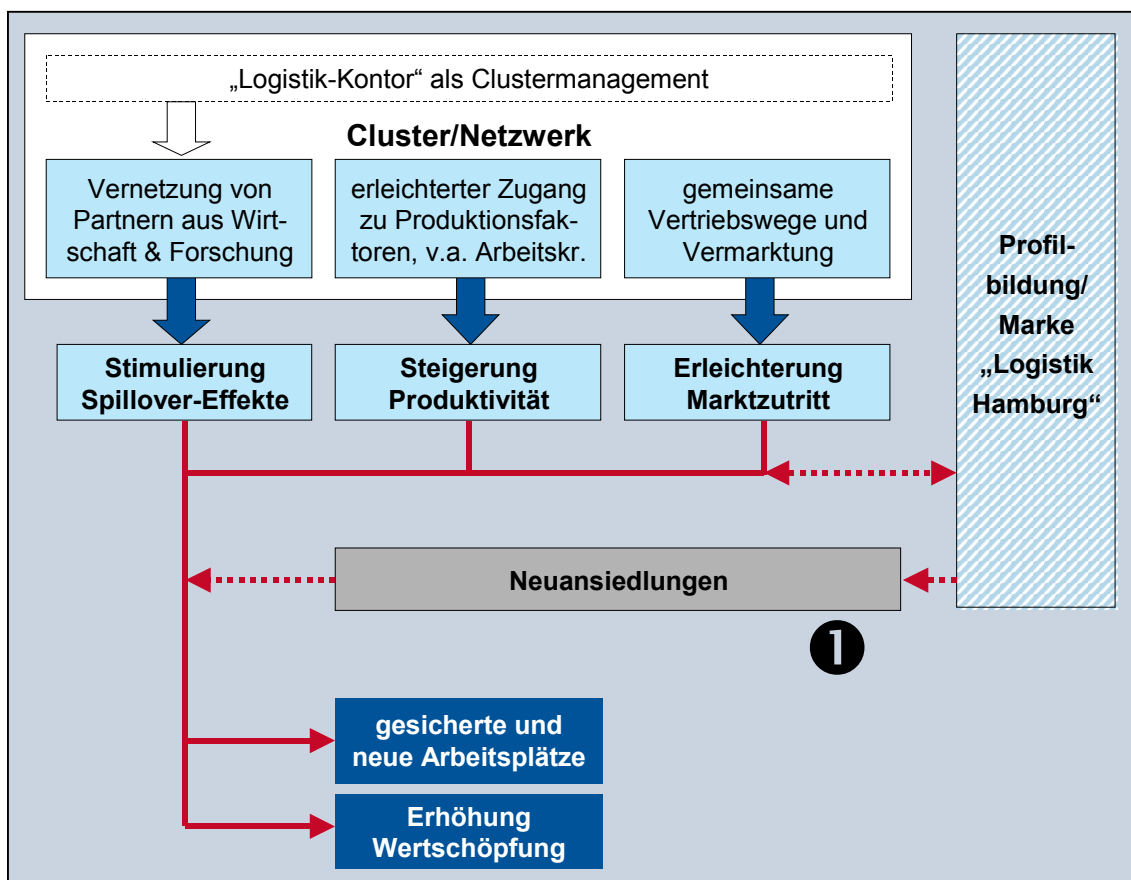 „Logistik-Kontor“ als Clustermanagement
Cluster/Netzwerk
Vernetzung von
Partnern aus Wirt-
schaft & Forschung
erleichterter Zugang
zu Produktionsfak-
toren, v.a. Arbeitskr.
gemeinsame
Vertriebswege und
Vermarktung
Stimulierung
Spillover-Effekte
Steigerung
Produktivität
Erleichterung
Marktzutritt
Profil-
bildung/
Marke
„Logistik
Hamburg“
Neuansiedlungen
1
gesicherte und
neue Arbeitsplätze
Erhöhung
Wertschöpfung